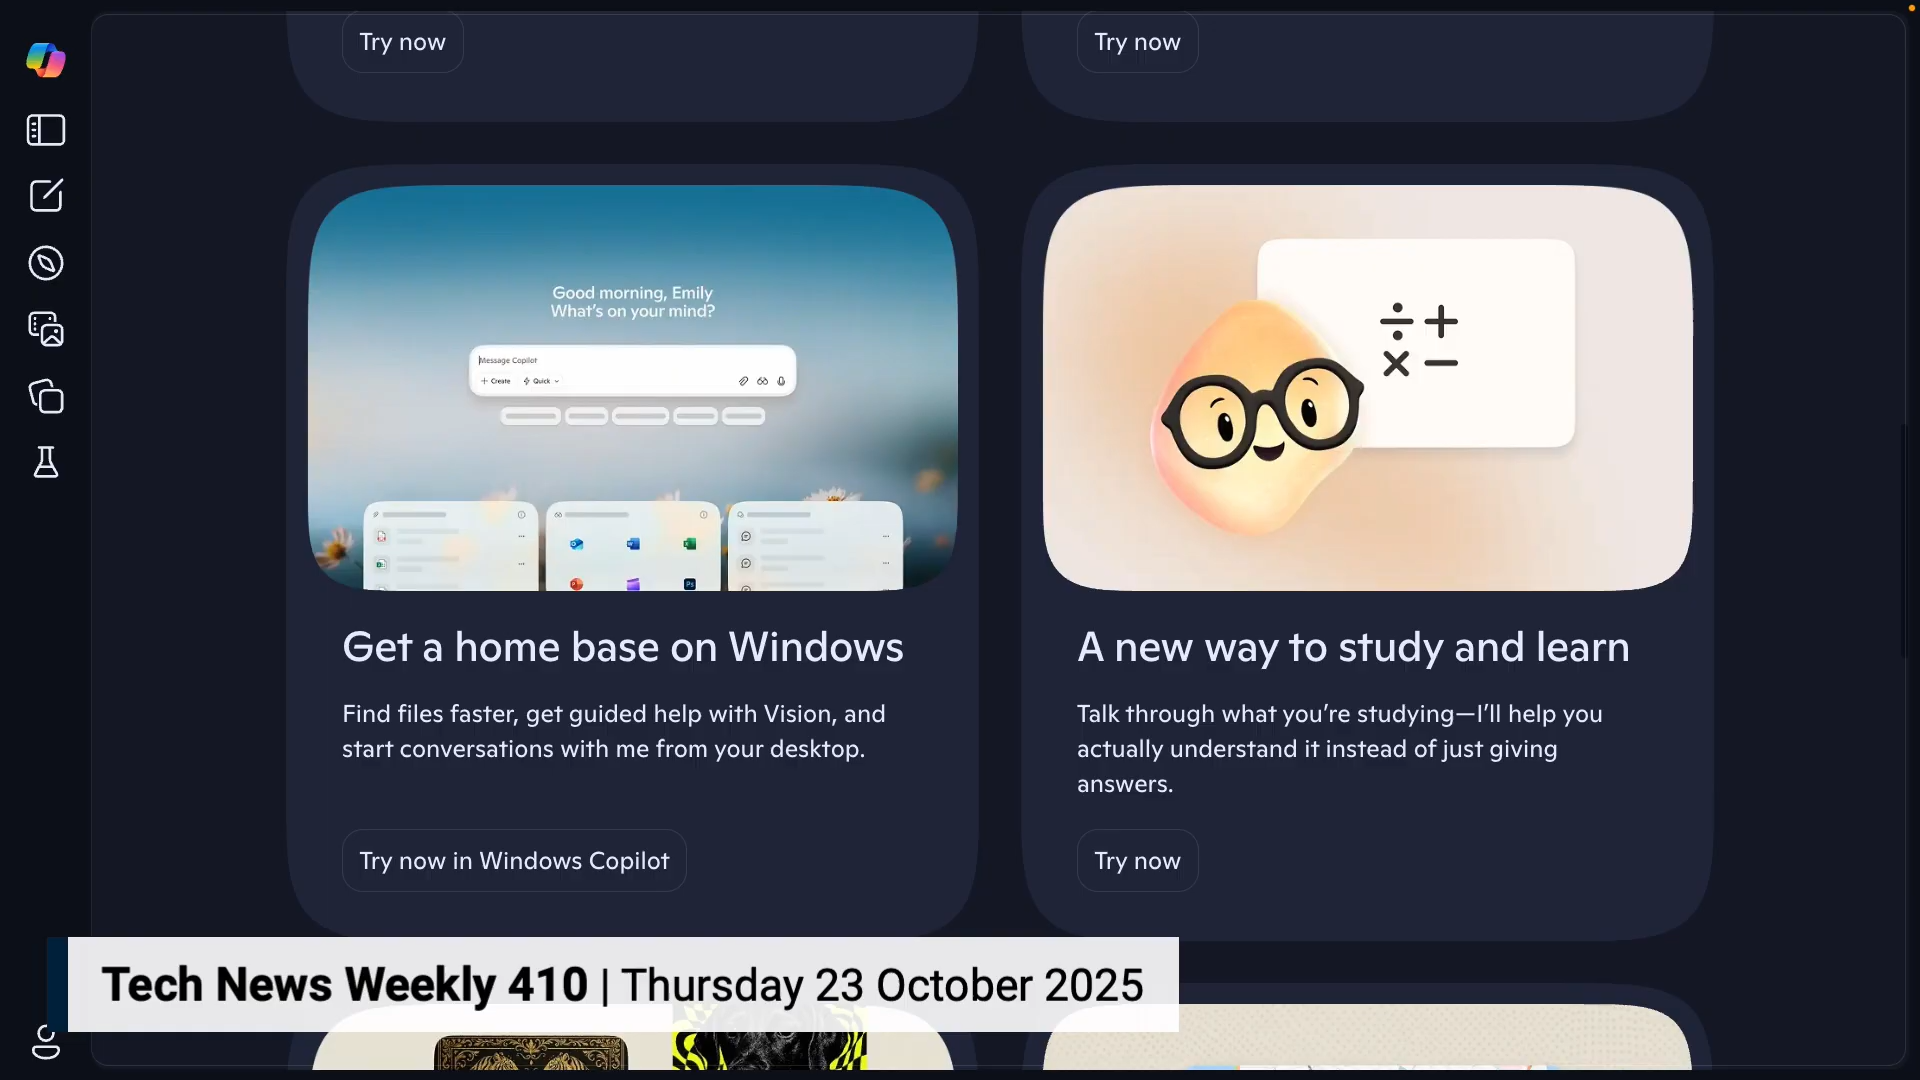 Try now
Try now
Good morning, Emily
What's on your mind?
Message Copilot
+ Create
Quick
÷ +
× −
Ps
Get a home base on Windows
Find files faster, get guided help with Vision, and
start conversations with me from your desktop.
Try now in Windows Copilot
A new way to study and learn
Talk through what you're studying—I'll help you
actually understand it instead of just giving
answers.
Try now
Tech News Weekly 410 | Thursday 23 October 2025